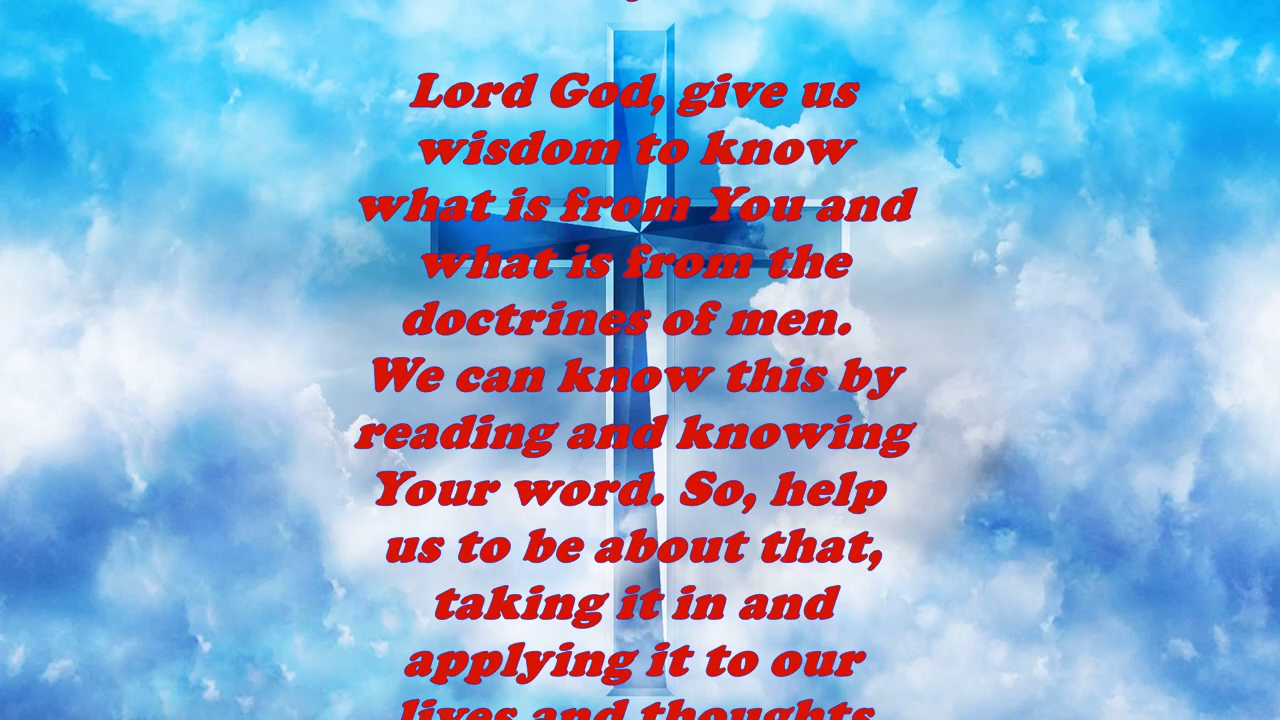 Lord God, give us
wisdom to know
what is from You and
what is from the
doctrines of men.
We can know this by
reading and knowing
Your word. So, help
us to be about that,
taking it in and
applying it to our
lives and thoughts